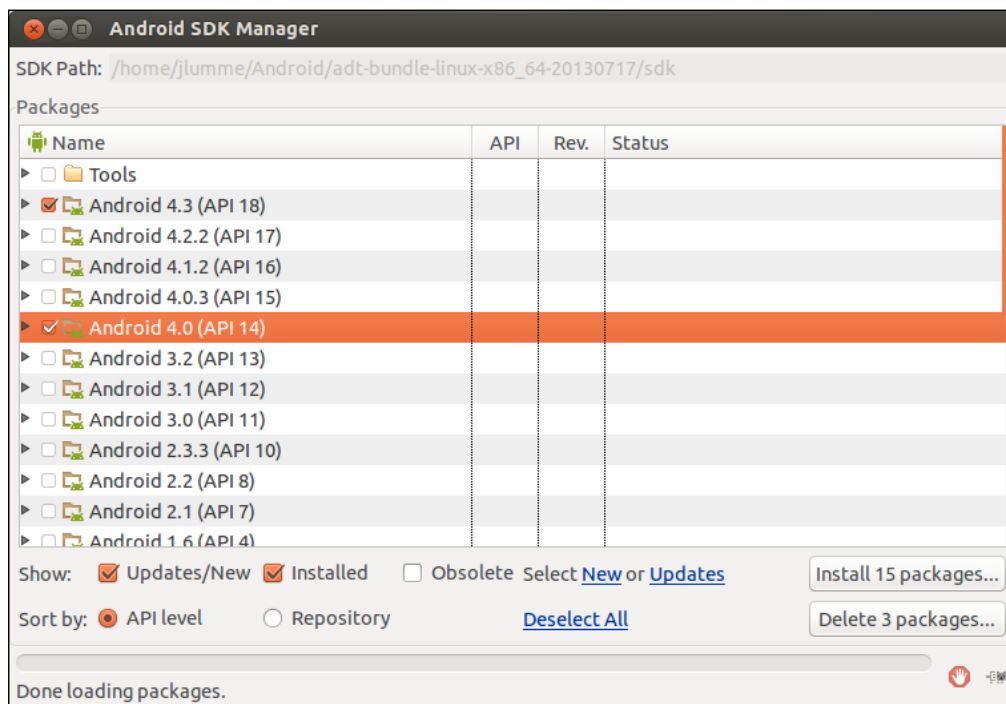 Android SDK Manager
SDK Path: /home/jlumme/Android/adt-bundle-linux-x86_64-20130717/sdk
Packages
Name API Rev. Status
Tools
Android 4.3 (API 18)
Android 4.2.2 (API 17)
Android 4.1.2 (API 16)
Android 4.0.3 (API 15)
Android 4.0 (API 14)
Android 3.2 (API 13)
Android 3.1 (API 12)
Android 3.0 (API 11)
Android 2.3.3 (API 10)
Android 2.2 (API 8)
Android 2.1 (API 7)
Android 1.6 (API 4)
Show: Updates/New Installed Obsolete Select New or Updates Install 15 packages...
Sort by: API level Repository Deselect All Delete 3 packages...
Done loading packages.